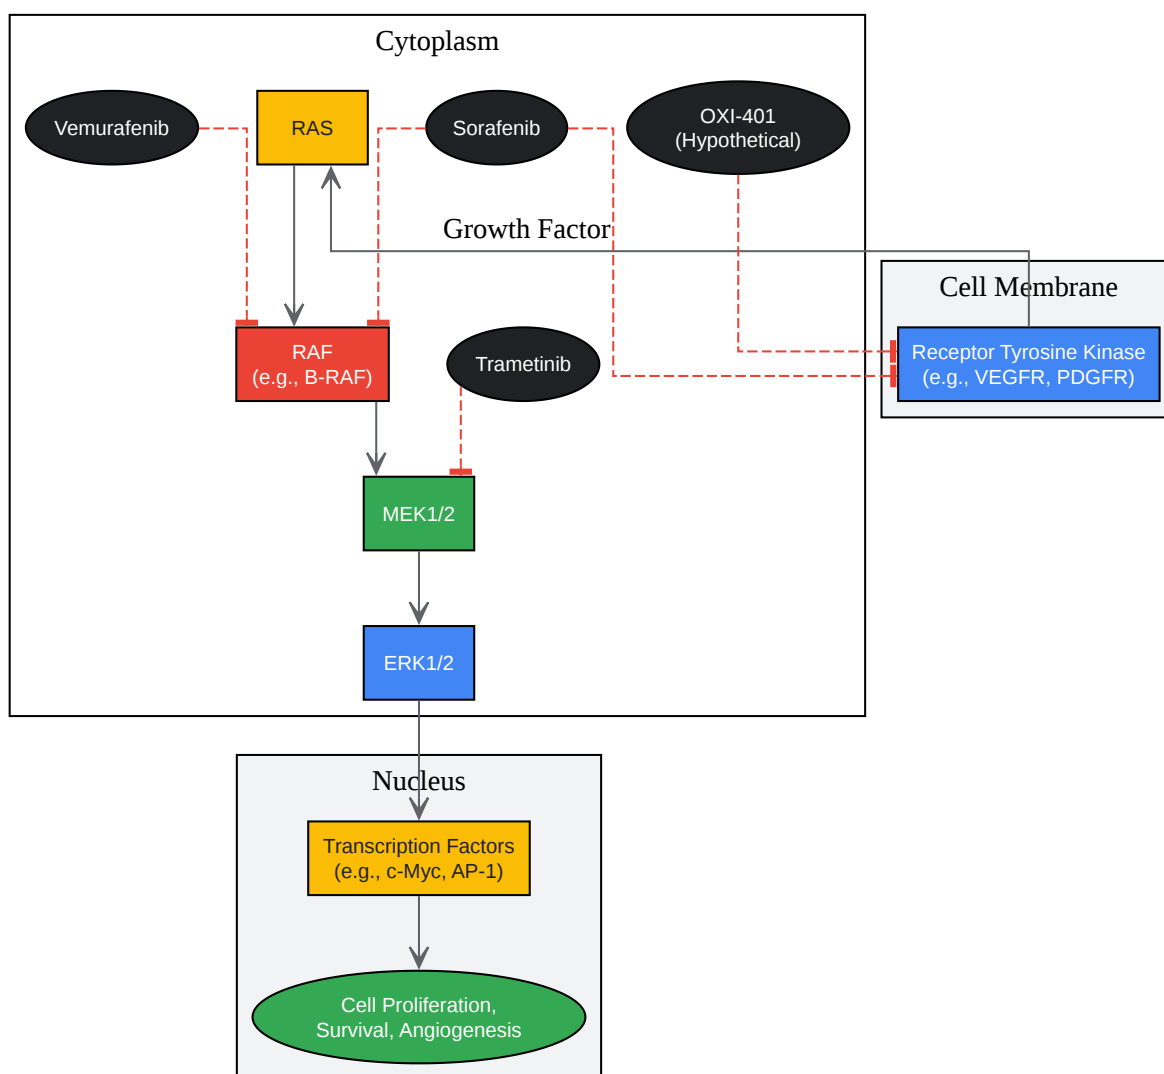 Cytoplasm
Vemurafenib
RAS
Sorafenib
OXI-401
(Hypothetical)
Growth Factor
Cell Membrane
RAF
(e.g., B-RAF)
Trametinib
Receptor Tyrosine Kinase
(e.g., VEGFR, PDGFR)
MEK1/2
ERK1/2
Nucleus
Transcription Factors
(e.g., c-Myc, AP-1)
Cell Proliferation,
Survival, Angiogenesis